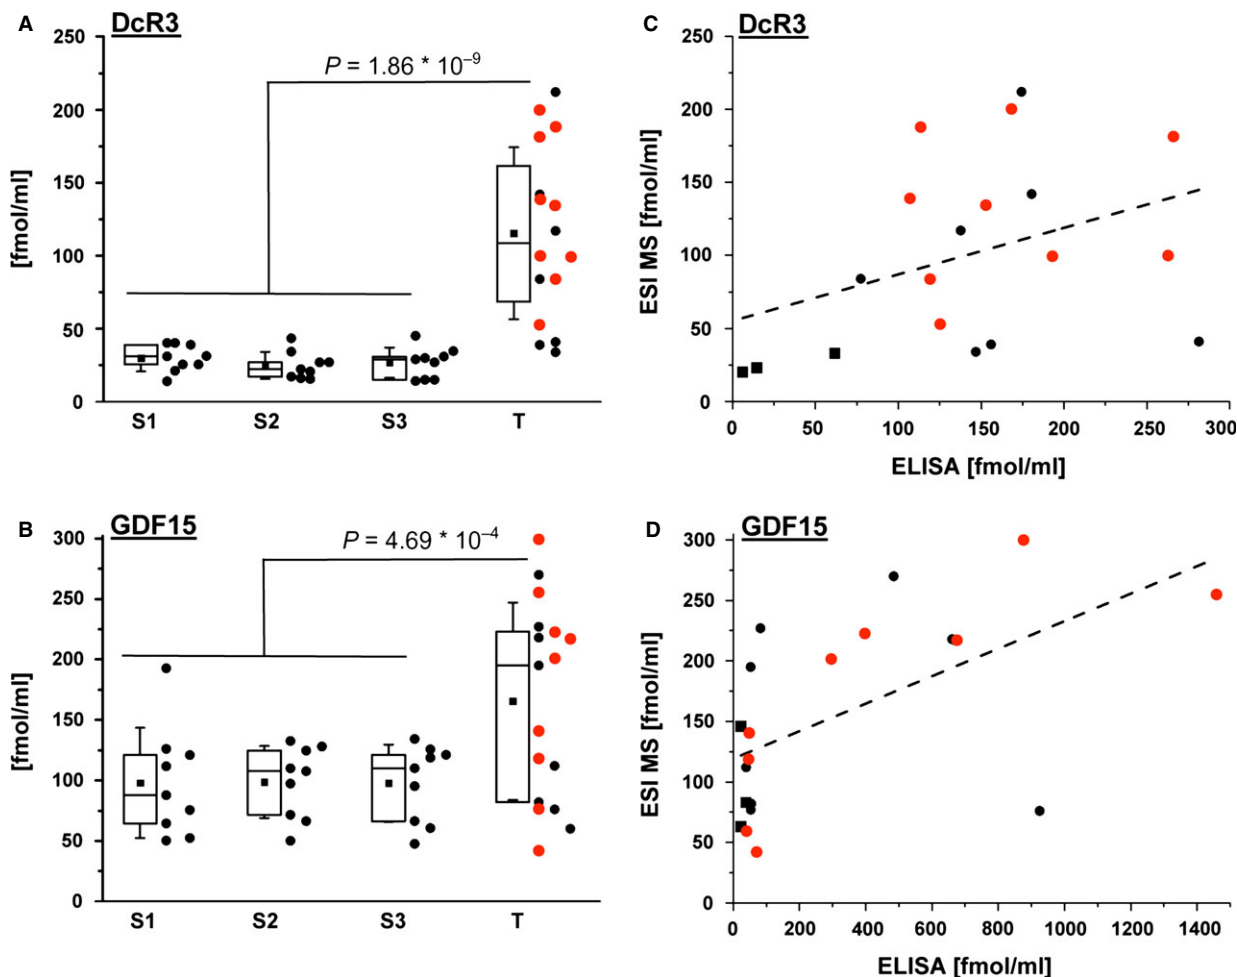 A
DcR3
250
200
150
100
50
0
[fmol/ml]
P = 1.86 * 10⁻⁹
S1 S2 S3 T
C
DcR3
250
200
150
100
50
0
ESI MS [fmol/ml]
0 50 100 150 200 250 300
ELISA [fmol/ml]
B
GDF15
300
250
200
150
100
50
0
[fmol/ml]
P = 4.69 * 10⁻⁴
S1 S2 S3 T
D
GDF15
300
250
200
150
100
50
0
ESI MS [fmol/ml]
0 200 400 600 800 1000 1200 1400
ELISA [fmol/ml]